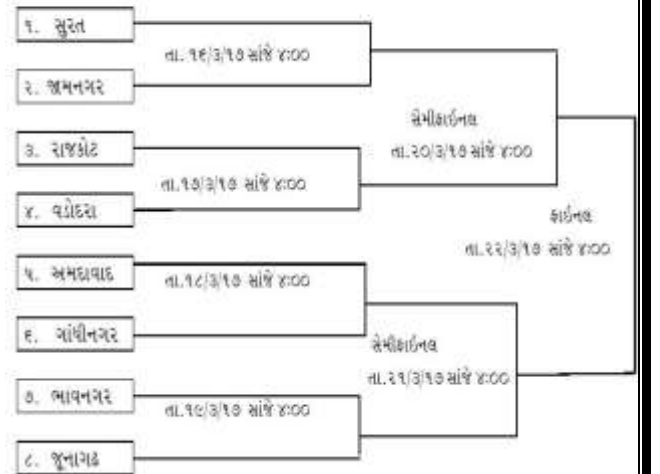 ૧. સુરત
તા. ૧૬/૩/૧૭ સાંજે ૪:૦૦
૨. જામનગર
સેમીફાઈનલ
૩. રાજકોટ
તા.૨૦/૩/૧૭ સાંજે ૪:૦૦
તા.૧૭/૩/૧૭ સાંજે ૪:૦૦
૪. વડોદરા
ફાઈનલ
તા.૨૨/૩/૧૭ સાંજે ૪:૦૦
૫. અમદાવાદ
તા.૧૮/૩/૧૭ સાંજે ૪:૦૦
૬. ગાંધીનગર
સેમીફાઈનલ
તા.૨૧/૩/૧૭ સાંજે ૪:૦૦
૭. ભાવનગર
તા.૧૯/૩/૧૭ સાંજે ૪:૦૦
૮. જૂનાગઢ